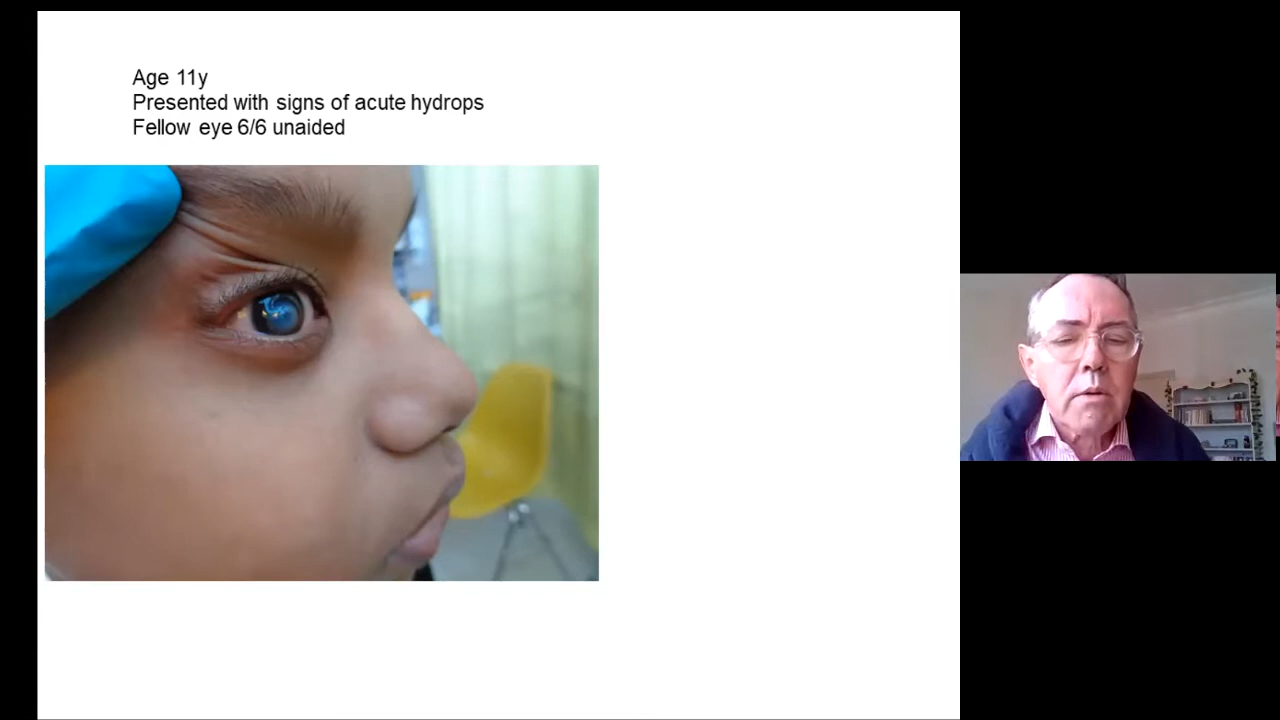 Age 11y
Presented with signs of acute hydrops
Fellow eye 6/6 unaided